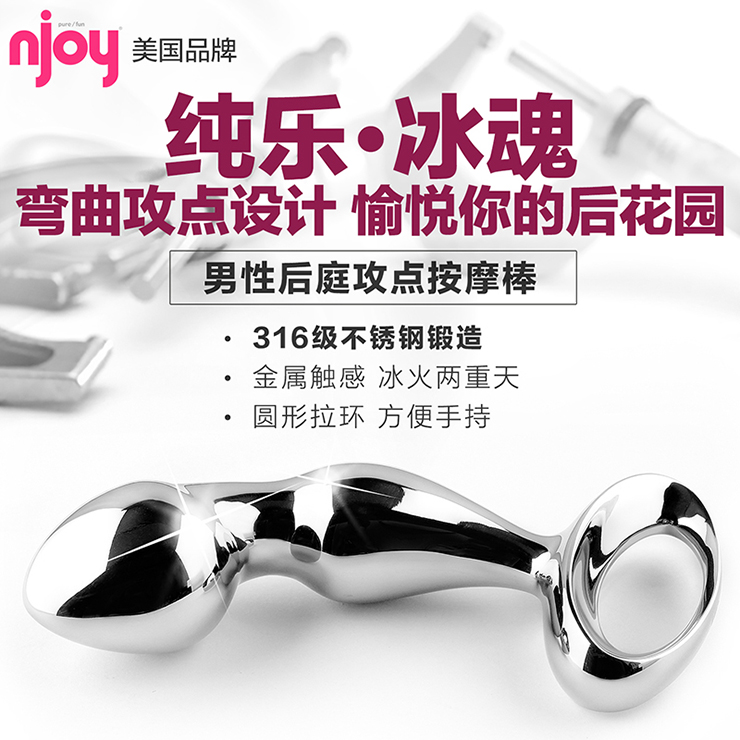 pure / fun
njoy® 美国品牌
纯乐·冰魂
弯曲攻点设计 愉悦你的后花园
男性后庭攻点按摩棒
· 316级不锈钢锻造
· 金属触感 冰火两重天
· 圆形拉环 方便手持